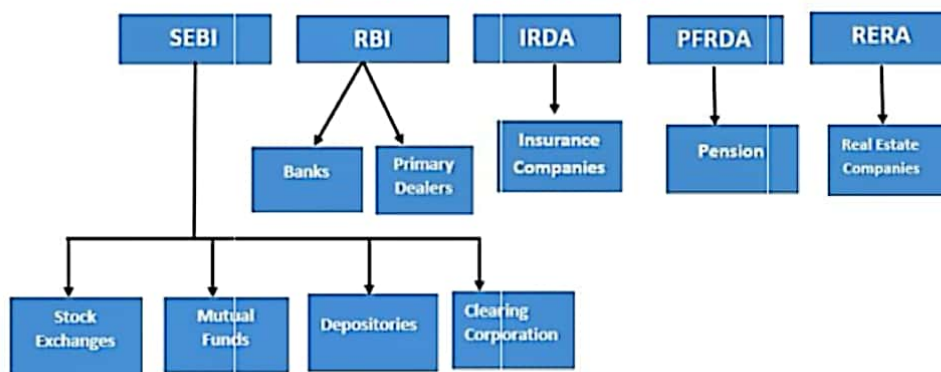 SEBI
RBI
IRDA
PFRDA
RERA
Banks
Primary
Dealers
Insurance
Companies
Pension
Real Estate
Companies
Stock
Exchanges
Mutual
Funds
Depositories
Clearing
Corporation